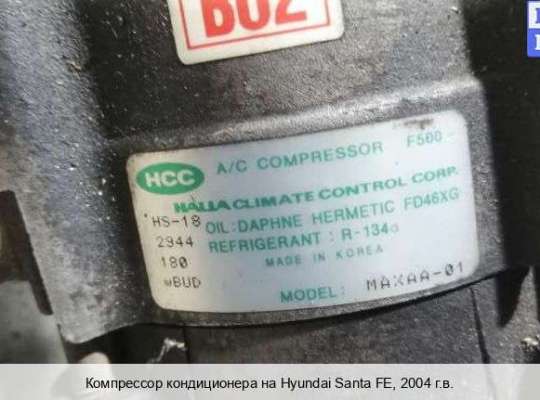 B02
HCC
A/C COMPRESSOR F500
HALLA CLIMATE CONTROL CORP.
HS-18 OIL:DAPHNE HERMETIC FD46XG
2944 REFRIGERANT : R-134a
180 MADE IN KOREA
wBUD
MODEL: MAXAA-01
Компрессор кондиционера на Hyundai Santa FE, 2004 г.в.